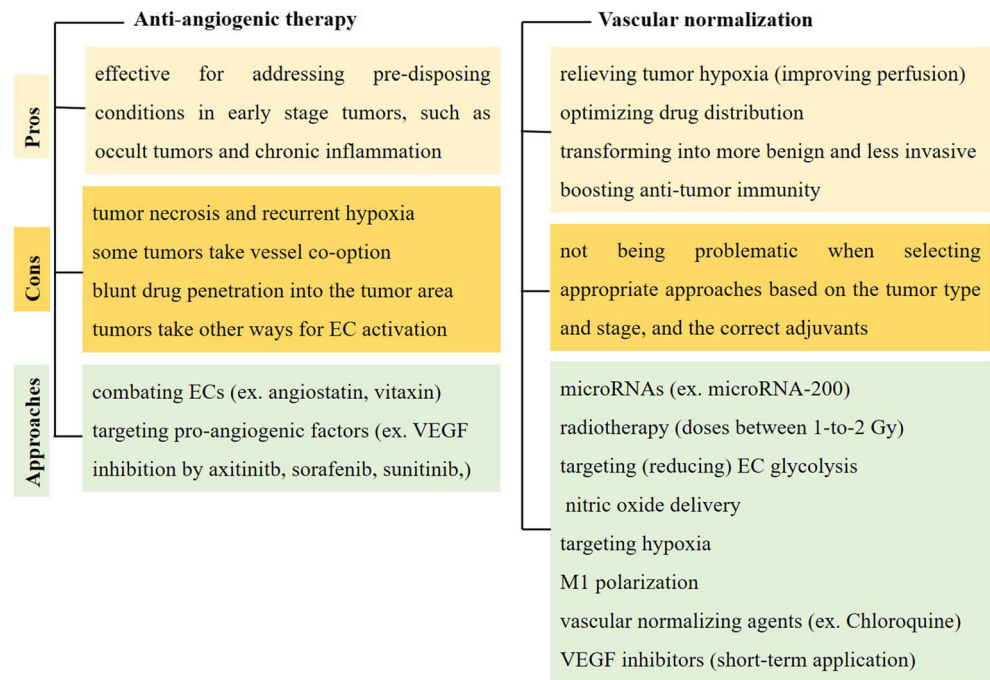 Anti-angiogenic therapy
Pros
effective for addressing pre-disposing
conditions in early stage tumors, such as
occult tumors and chronic inflammation
Cons
tumor necrosis and recurrent hypoxia
some tumors take vessel co-option
blunt drug penetration into the tumor area
tumors take other ways for EC activation
Approaches
combating ECs (ex. angiostatin, vitaxin)
targeting pro-angiogenic factors (ex. VEGF
inhibition by axitinitb, sorafenib, sunitinib,)
Vascular normalization
relieving tumor hypoxia (improving perfusion)
optimizing drug distribution
transforming into more benign and less invasive
boosting anti-tumor immunity
not being problematic when selecting
appropriate approaches based on the tumor type
and stage, and the correct adjuvants
microRNAs (ex. microRNA-200)
radiotherapy (doses between 1-to-2 Gy)
targeting (reducing) EC glycolysis
nitric oxide delivery
targeting hypoxia
M1 polarization
vascular normalizing agents (ex. Chloroquine)
VEGF inhibitors (short-term application)